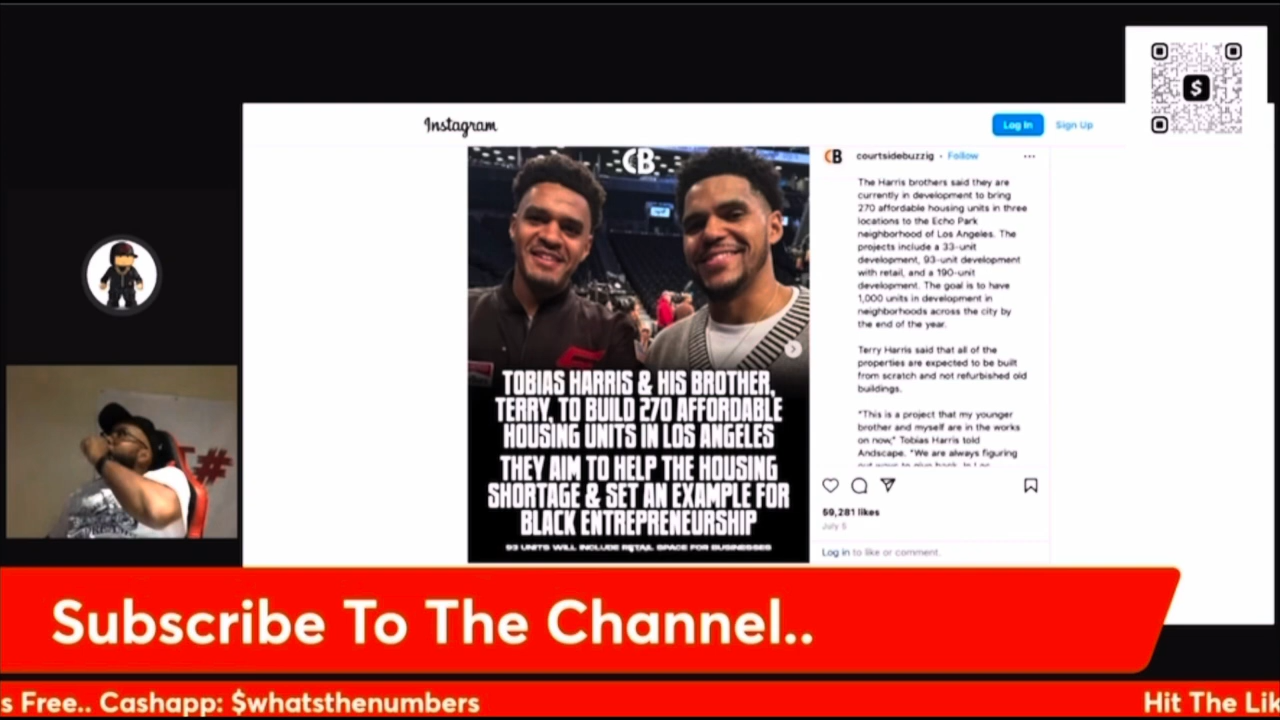 Instagram
Log In
Sign Up
CB
TOBIAS HARRIS & HIS BROTHER,
TERRY, TO BUILD 270 AFFORDABLE
HOUSING UNITS IN LOS ANGELES
THEY AIM TO HELP THE HOUSING
SHORTAGE & SET AN EXAMPLE FOR
BLACK ENTREPRENEURSHIP
93 UNITS WILL INCLUDE RETAIL SPACE FOR BUSINESSES
CB courtsidebuzzig · Follow
The Harris brothers said they are
currently in development to bring
270 affordable housing units in three
locations to the Echo Park
neighborhood of Los Angeles. The
projects include a 33-unit
development, 93-unit development
with retail, and a 190-unit
development. The goal is to have
1,000 units in development in
neighborhoods across the city by
the end of the year.
Terry Harris said that all of the
properties are expected to be built
from scratch and not refurbished old
buildings.
"This is a project that my younger
brother and myself are in the works
on now," Tobias Harris told
Andscape. "We are always figuring
out ways to give back. In Los
59,281 likes
July 5
Log in to like or comment.
$
#
Subscribe To The Channel..
s Free.. Cashapp: $whatsthenumbers
Hit The Lik